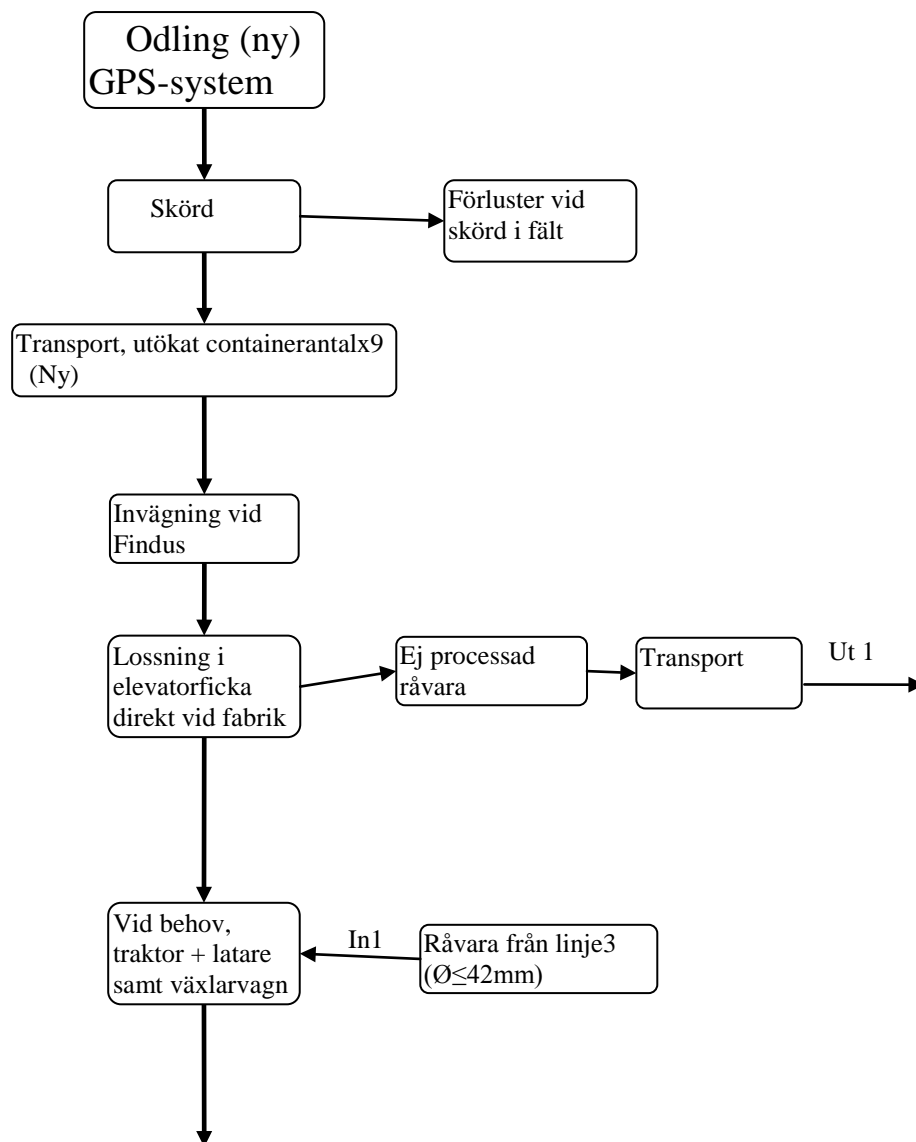 Odling (ny)
GPS-system
Skörd
Förluster vid
skörd i fält
Transport, utökat containerantalx9
(Ny)
Invägning vid
Findus
Lossning i
elevatorficka
direkt vid fabrik
Ej processad
råvara
Transport
Ut 1
Vid behov,
traktor + latare
samt växlarvagn
In1
Råvara från linje3
(Ø≤42mm)